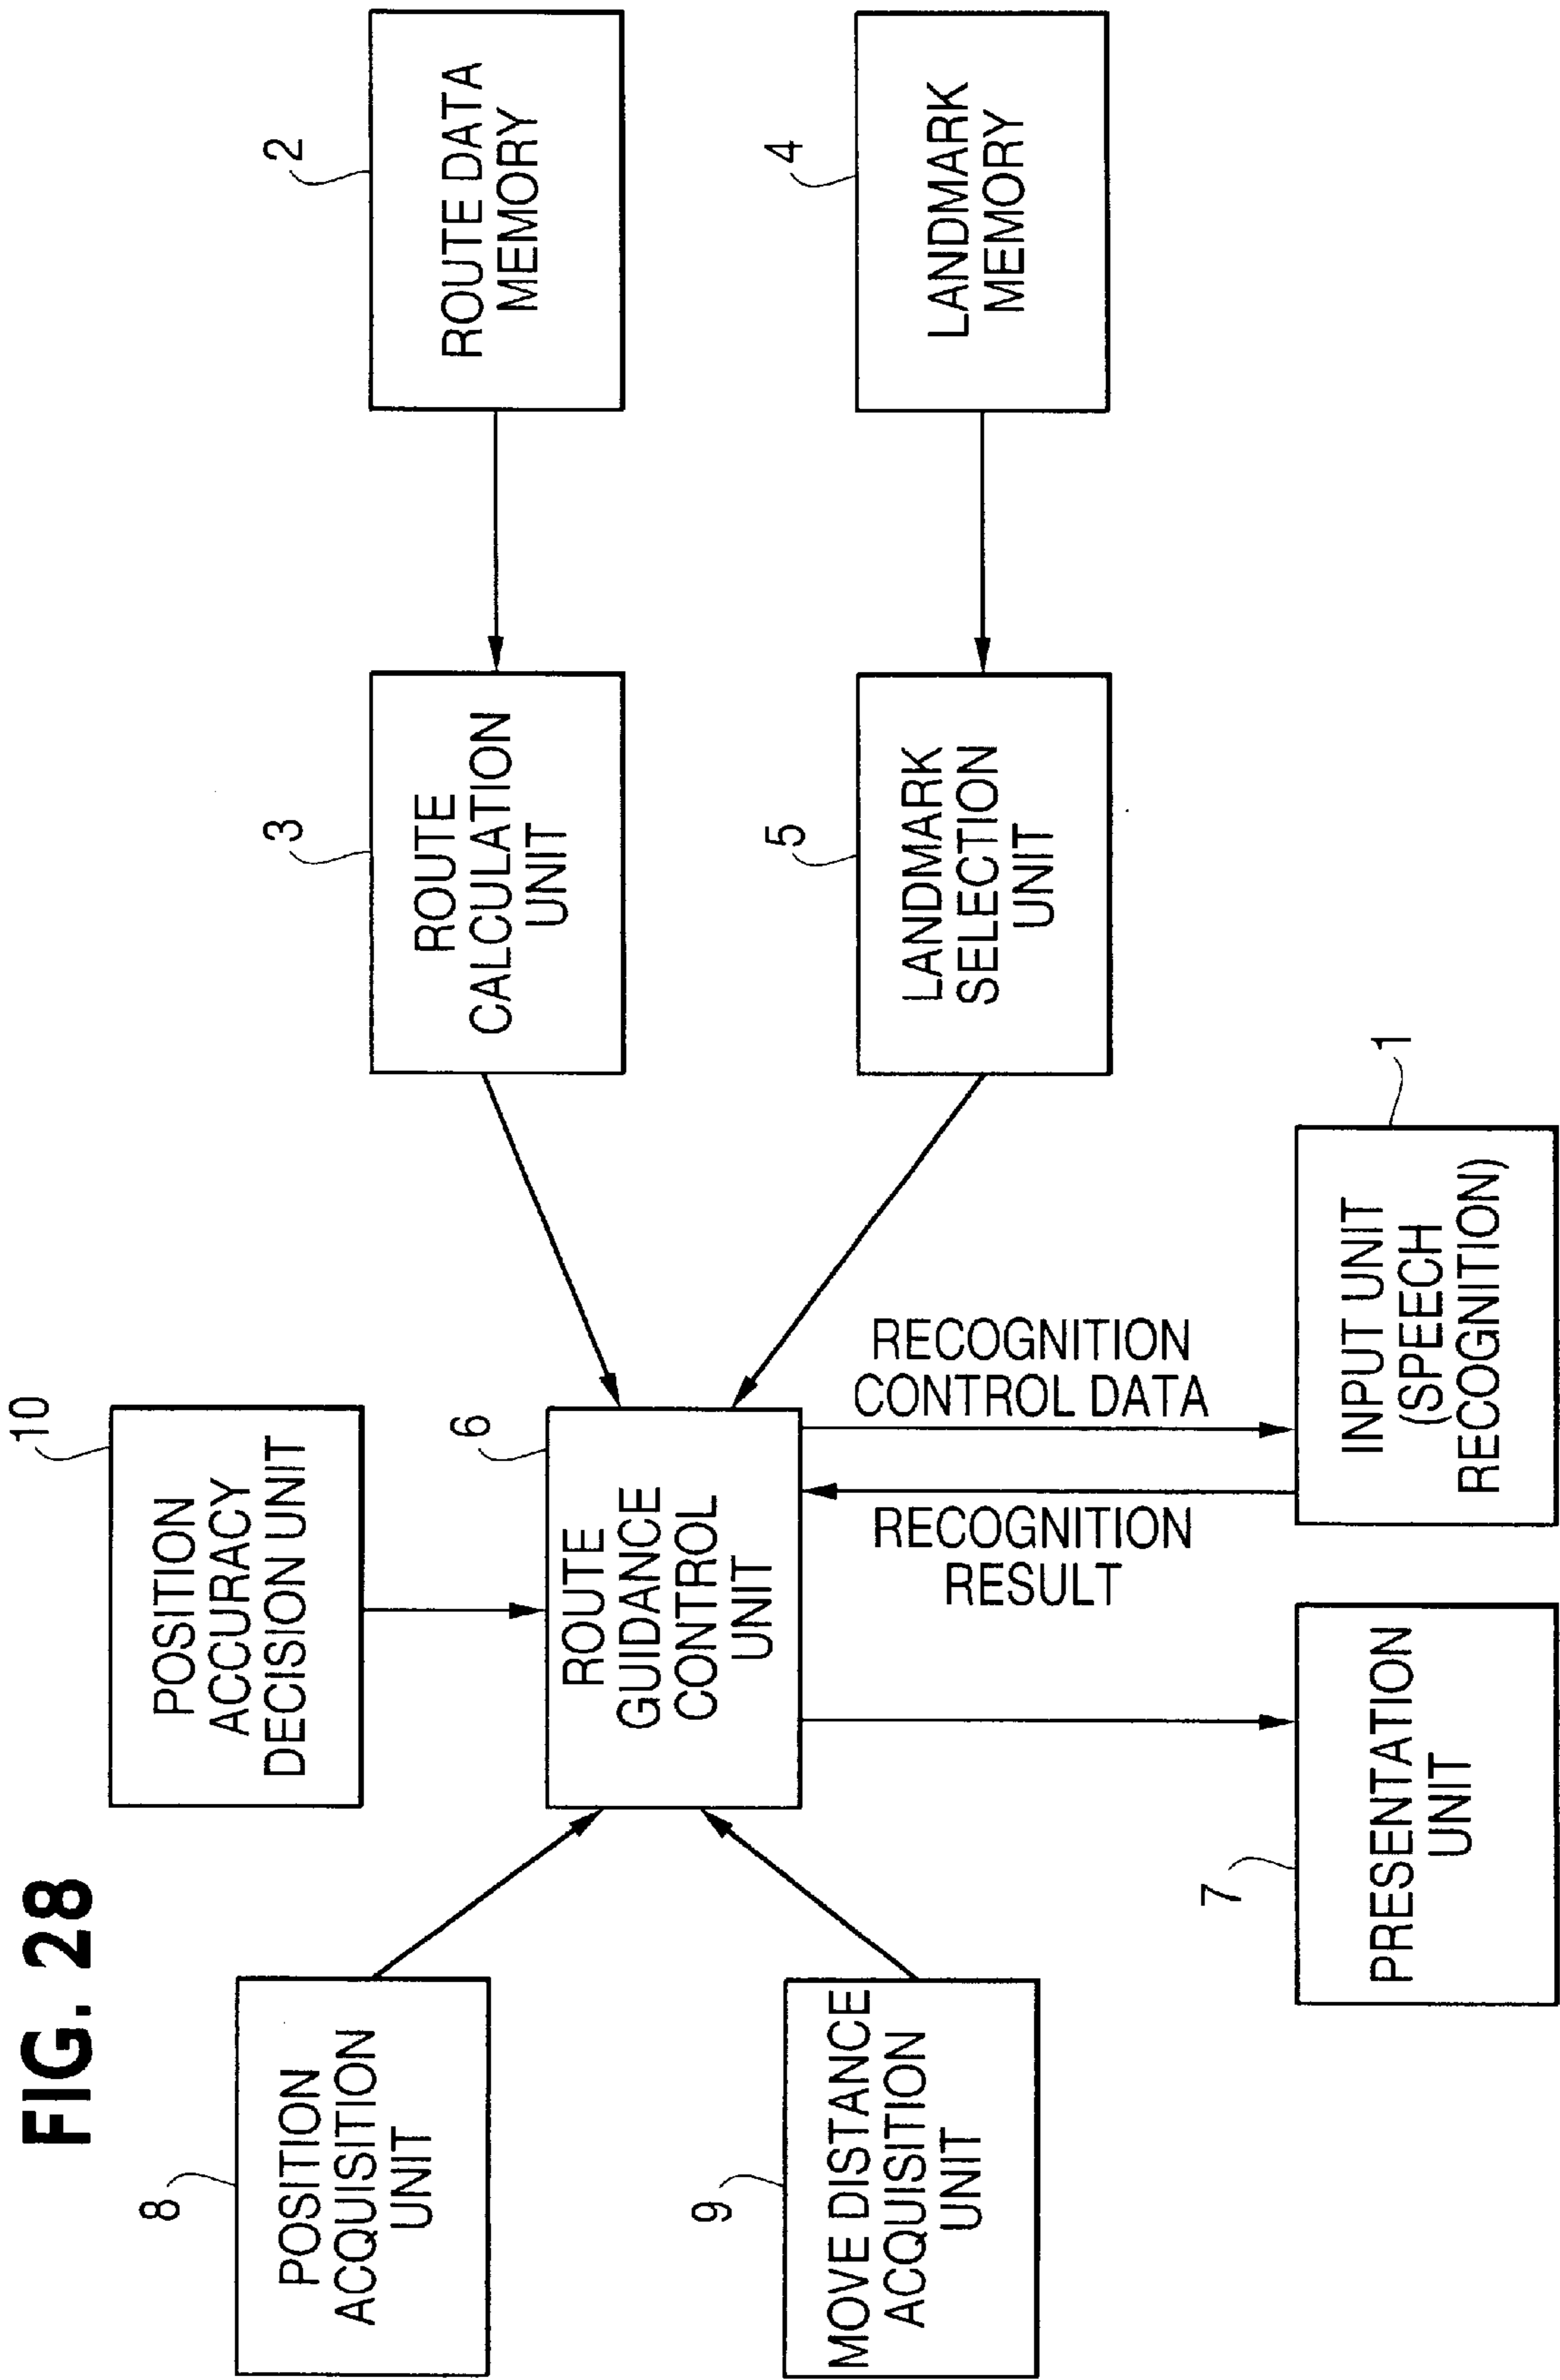 FIG. 28
10
POSITION
ACCURACY
DECISION UNIT
8
POSITION
ACQUISITION
UNIT
3
ROUTE
CALCULATION
UNIT
2
ROUTE DATA
MEMORY
6
ROUTE
GUIDANCE
CONTROL
UNIT
9
MOVE DISTANCE
ACQUISITION
UNIT
5
LANDMARK
SELECTION
UNIT
4
LANDMARK
MEMORY
RECOGNITION
RESULT
RECOGNITION
CONTROL DATA
7
PRESENTATION
UNIT
1
INPUT UNIT
(SPEECH
RECOGNITION)